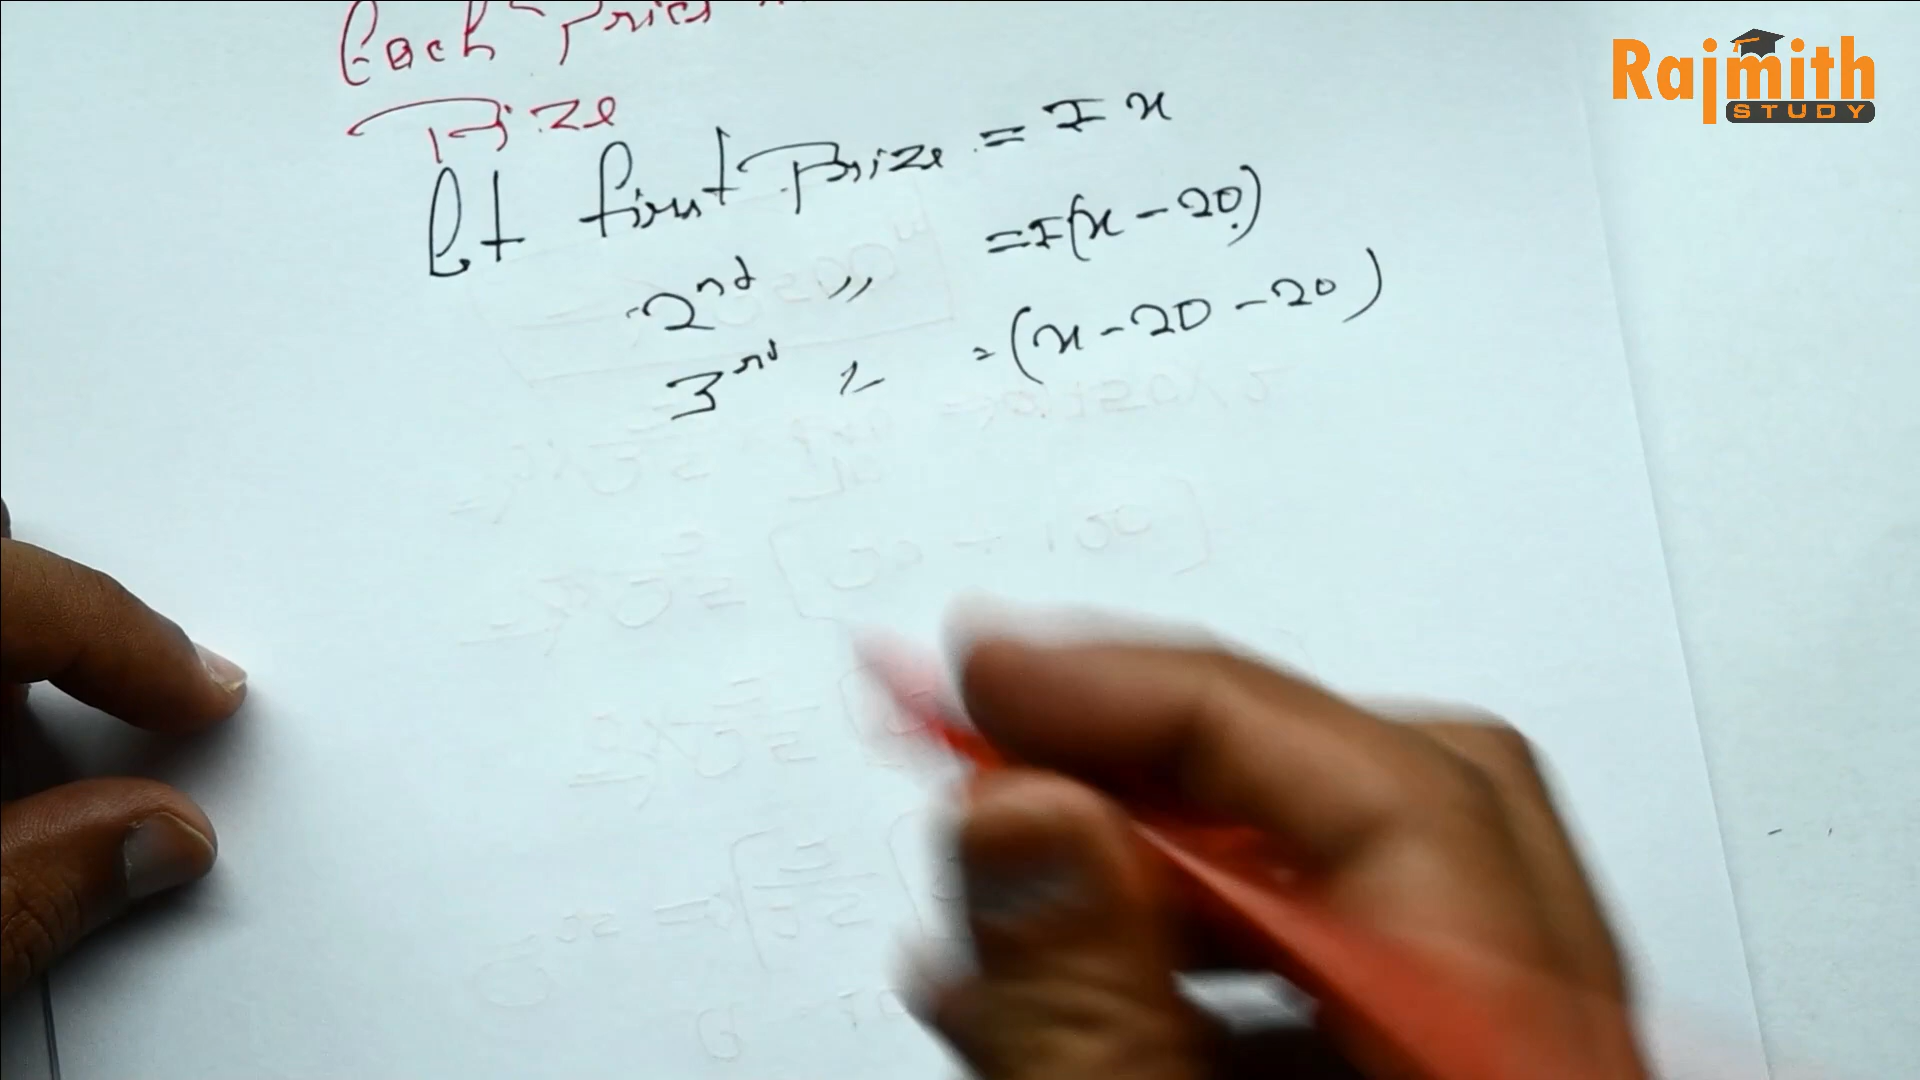 Each Prize
Prize
let first Prize = ₹ x
2nd 〃 = ₹(x - 20)
3rd 〃 = (x - 20 - 20)
Rajmith
STUDY